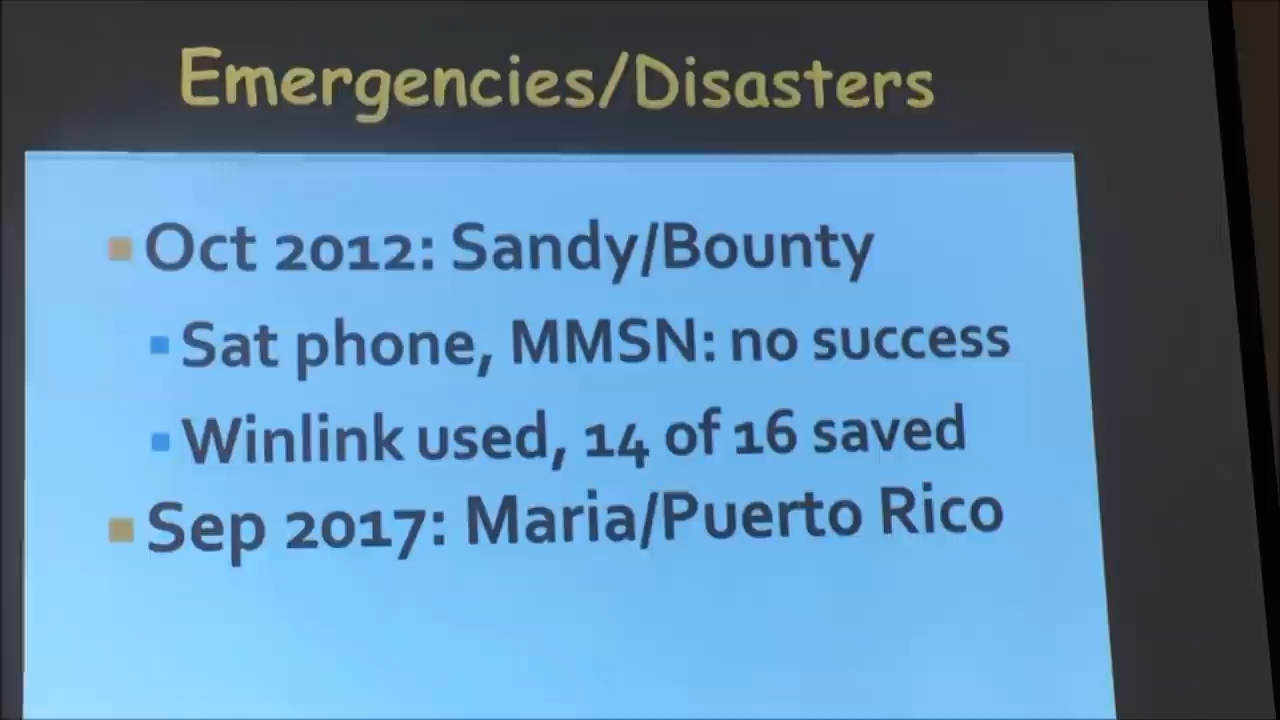 Emergencies/Disasters
Oct 2012: Sandy/Bounty
Sat phone, MMSN: no success
Winlink used, 14 of 16 saved
Sep 2017: Maria/Puerto Rico